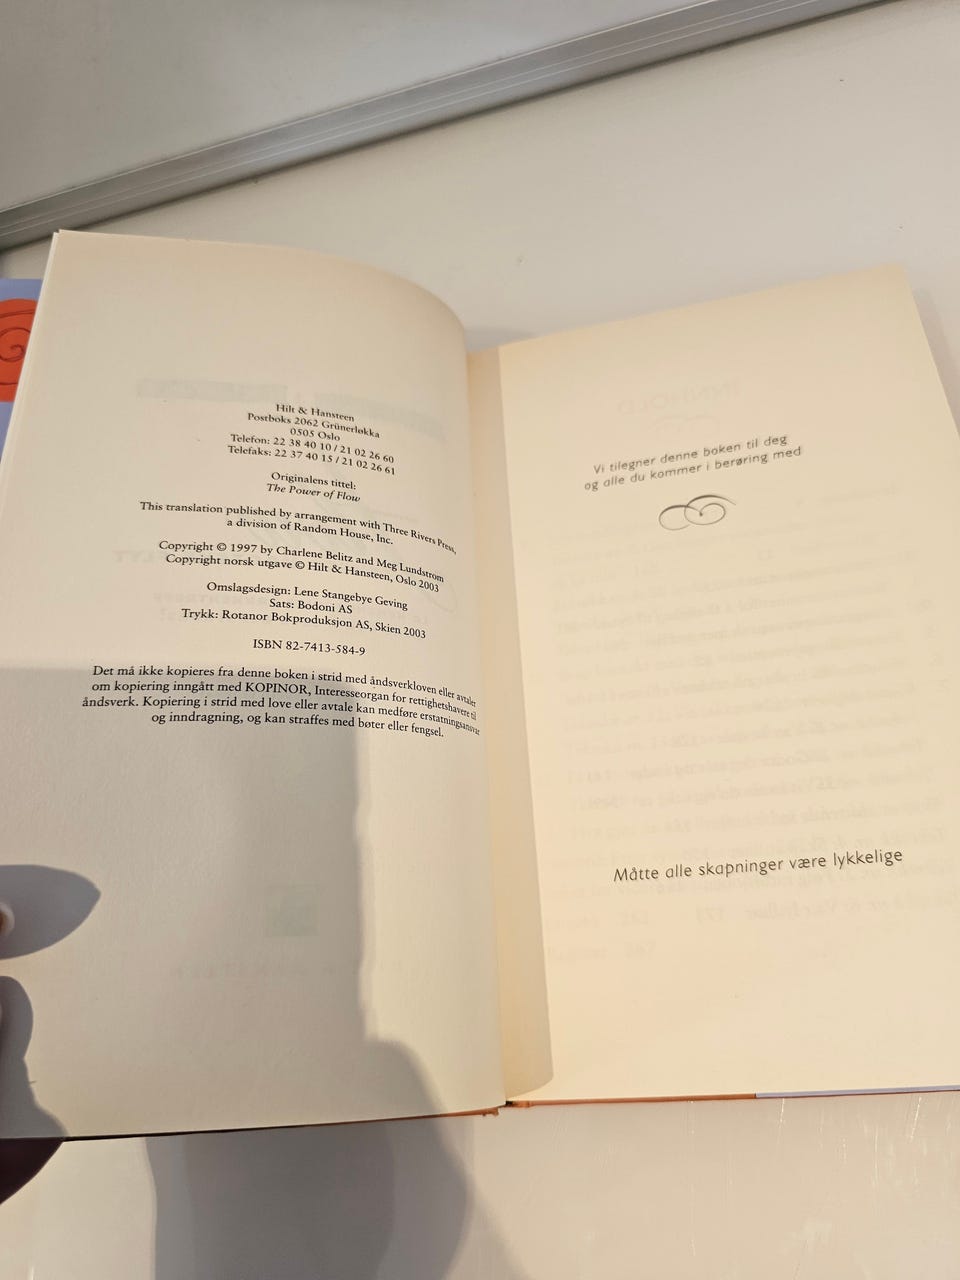 Hilt & Hansteen
Postboks 2062 Grünerløkka
0505 Oslo
Telefon: 22 38 40 10 / 21 02 26 60
Telefaks: 22 37 40 15 / 21 02 26 61
Originalens tittel:
The Power of Flow
This translation published by arrangement with Three Rivers Press,
a division of Random House, Inc.
Copyright © 1997 by Charlene Belitz and Meg Lundstrom
Copyright norsk utgave © Hilt & Hansteen, Oslo 2003
Omslagsdesign: Lene Stangebye Geving
Sats: Bodoni AS
Trykk: Rotanor Bokproduksjon AS, Skien 2003
ISBN 82-7413-584-9
Det må ikke kopieres fra denne boken i strid med åndsverkloven eller avtaler
om kopiering inngått med KOPINOR, Interesseorgan for rettighetshavere til
åndsverk. Kopiering i strid med love eller avtale kan medføre erstatningsansvar
og inndragning, og kan straffes med bøter eller fengsel.
Vi tilegner denne boken til deg
og alle du kommer i berøring med
Måtte alle skapninger være lykkelige